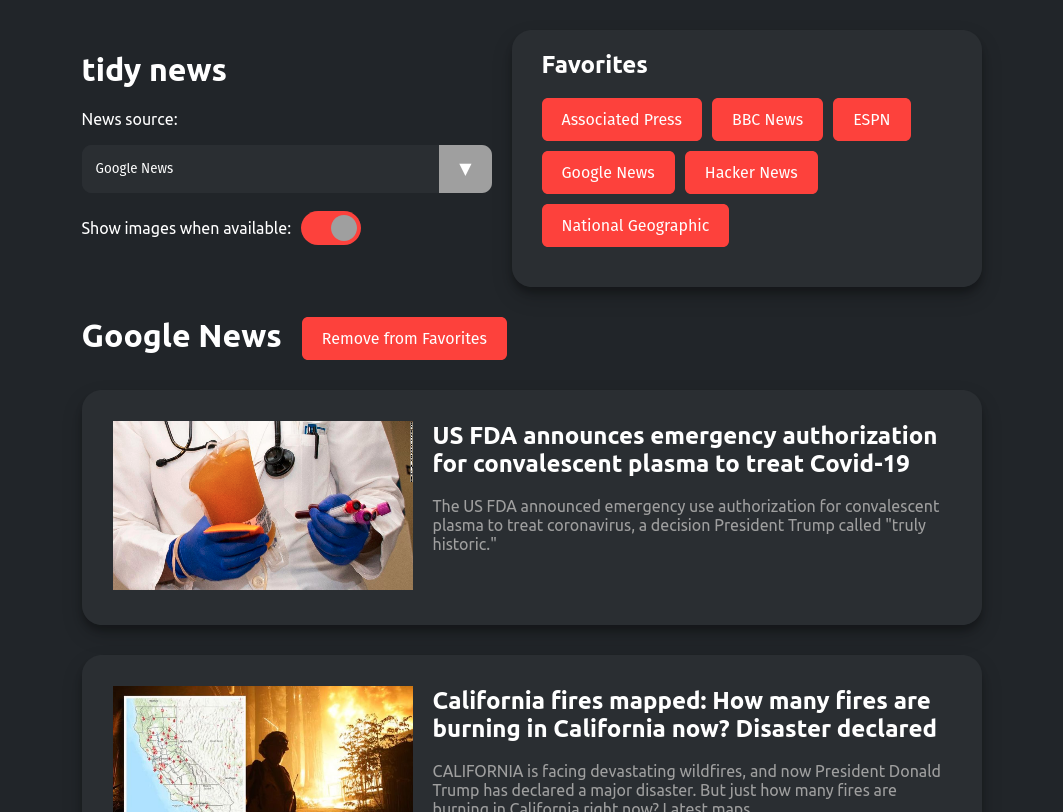 tidy news
News source:
Google News
▼
Show images when available:
Favorites
Associated Press
BBC News
ESPN
Google News
Hacker News
National Geographic
Google News
Remove from Favorites
US FDA announces emergency authorization
for convalescent plasma to treat Covid-19
The US FDA announced emergency use authorization for convalescent
plasma to treat coronavirus, a decision President Trump called "truly
historic."
California fires mapped: How many fires are
burning in California now? Disaster declared
CALIFORNIA is facing devastating wildfires, and now President Donald
Trump has declared a major disaster. But just how many fires are
burning in California right now? Latest maps